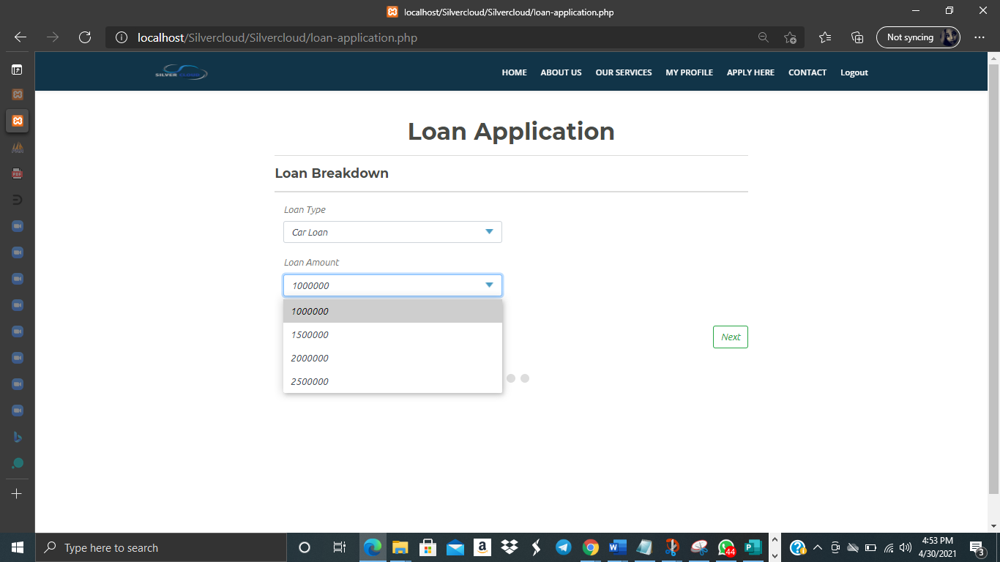 localhost/Silvercloud/Silvercloud/loan-application.php
localhost/Silvercloud/Silvercloud/loan-application.php
Not syncing
SILVER CLOUD
HOME ABOUT US OUR SERVICES MY PROFILE APPLY HERE CONTACT Logout
Loan Application
Loan Breakdown
Loan Type
Car Loan
Loan Amount
1000000
1000000
1500000
2000000
2500000
Next
PDF
Type here to search
44
4:53 PM
4/30/2021
3